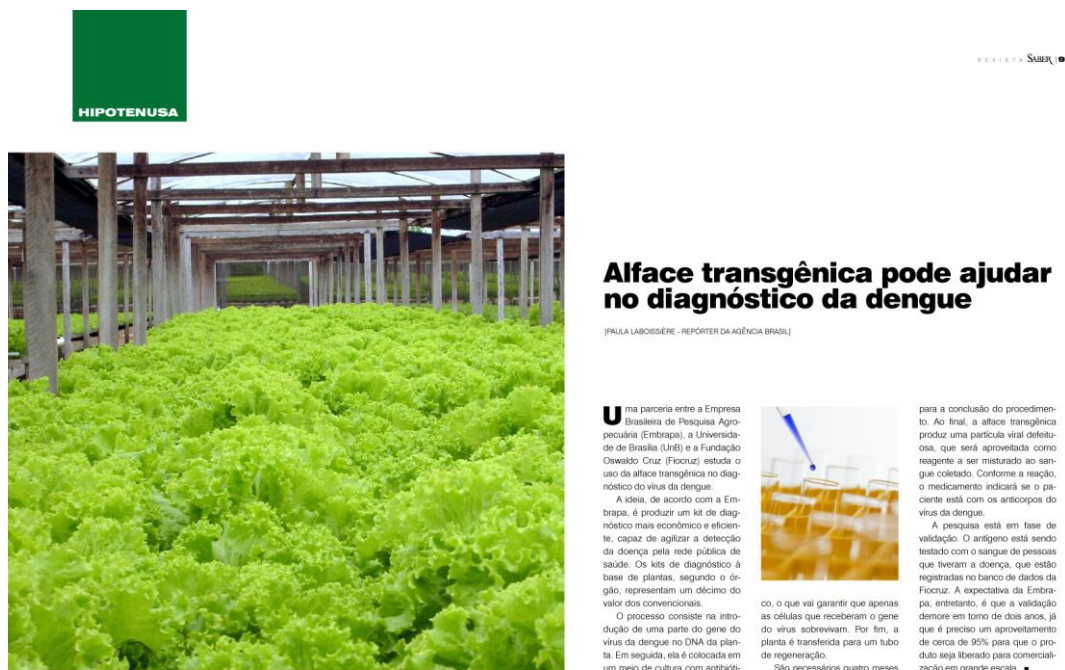 HIPOTENUSA
REVISTA SABER | 9
Alface transgênica pode ajudar
no diagnóstico da dengue
[PAULA LABOISSIÈRE - REPÓRTER DA AGÊNCIA BRASIL]
Uma parceria entre a Empresa
Brasileira de Pesquisa Agro-
pecuária (Embrapa), a Universida-
de de Brasília (UnB) e a Fundação
Oswaldo Cruz (Fiocruz) estuda o
uso da alface transgênica no diag-
nóstico do vírus da dengue.
A ideia, de acordo com a Em-
brapa, é produzir um kit de diag-
nóstico mais econômico e eficien-
te, capaz de agilizar a detecção
da doença pela rede pública de
saúde. Os kits de diagnóstico à
base de plantas, segundo o ór-
gão, representam um décimo do
valor dos convencionais.
O processo consiste na intro-
dução de uma parte do gene do
vírus da dengue no DNA da plan-
ta. Em seguida, ela é colocada em
um meio de cultura com antibióti-
co, o que vai garantir que apenas
as células que receberam o gene
do vírus sobrevivam. Por fim, a
planta é transferida para um tubo
de regeneração.
São necessários quatro meses
para a conclusão do procedimen-
to. Ao final, a alface transgênica
produz uma partícula viral defeitu-
osa, que será aproveitada como
reagente a ser misturado ao san-
gue coletado. Conforme a reação,
o medicamento indicará se o pa-
ciente está com os anticorpos do
vírus da dengue.
A pesquisa está em fase de
validação. O antígeno está sendo
testado com o sangue de pessoas
que tiveram a doença, que estão
registradas no banco de dados da
Fiocruz. A expectativa da Embra-
pa, entretanto, é que a validação
demore em torno de dois anos, já
que é preciso um aproveitamento
de cerca de 95% para que o pro-
duto seja liberado para comerciali-
zação em grande escala.